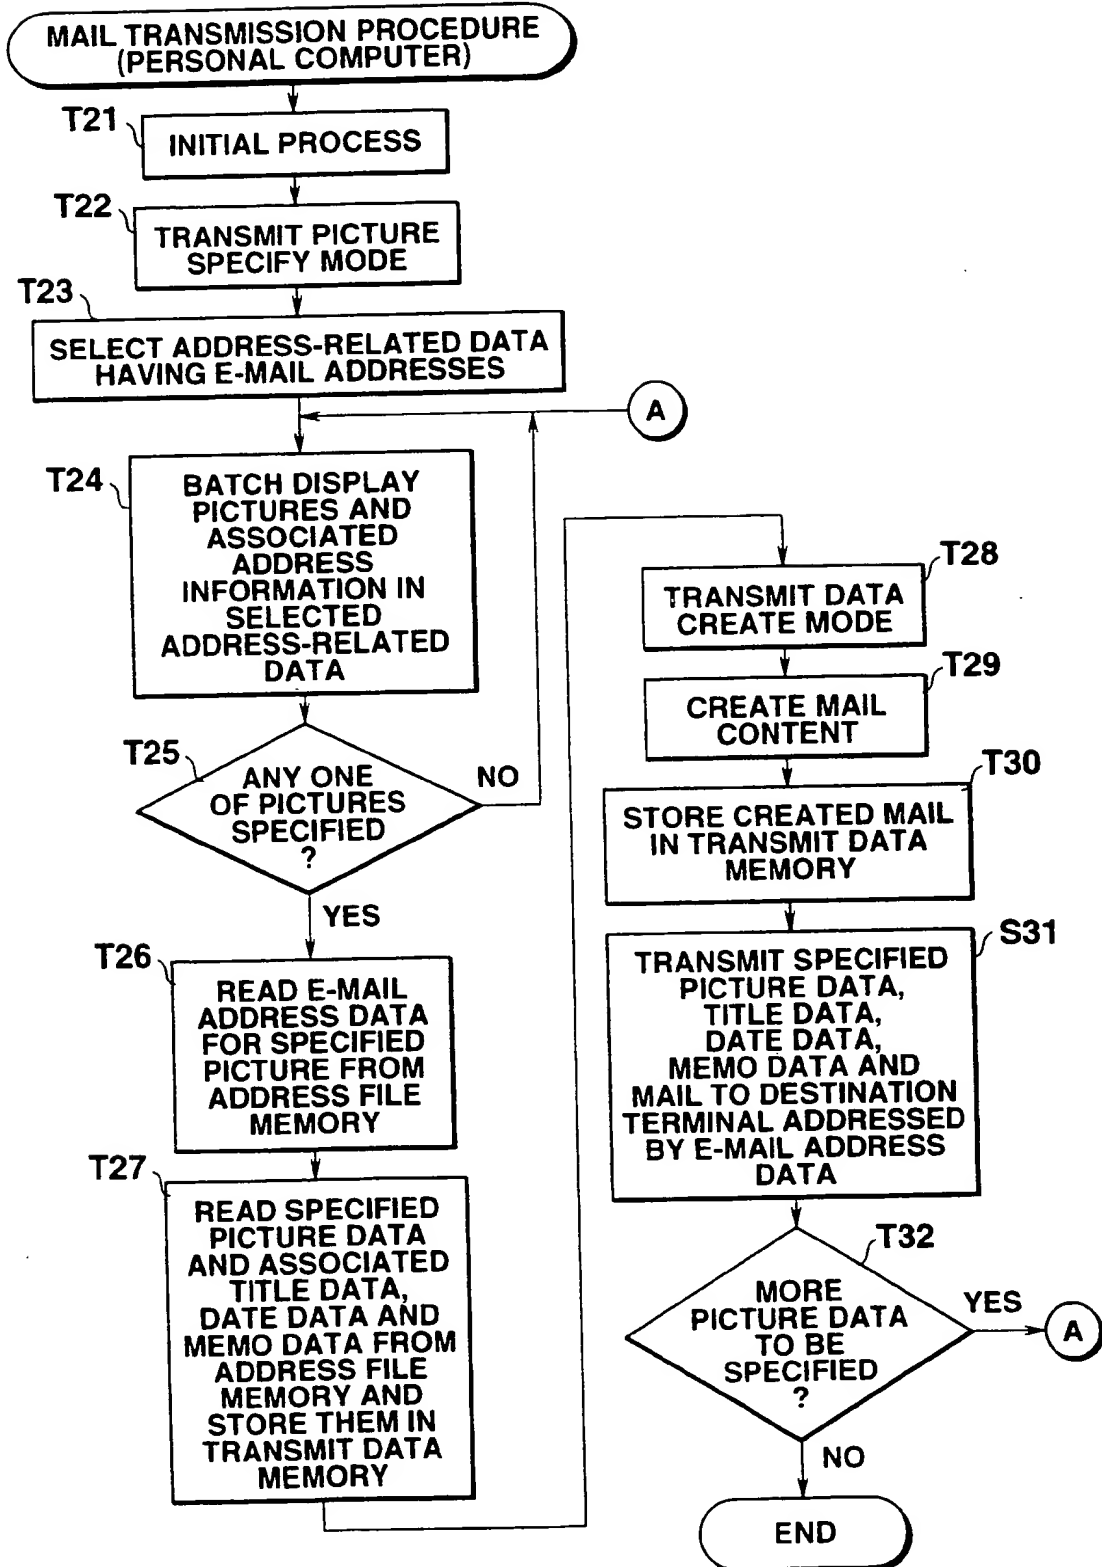 MAIL TRANSMISSION PROCEDURE
(PERSONAL COMPUTER)
T21
INITIAL PROCESS
T22
TRANSMIT PICTURE
SPECIFY MODE
T23
SELECT ADDRESS-RELATED DATA
HAVING E-MAIL ADDRESSES
A
T24
BATCH DISPLAY
PICTURES AND
ASSOCIATED
ADDRESS
INFORMATION IN
SELECTED
ADDRESS-RELATED
DATA
T25
ANY ONE
OF PICTURES
SPECIFIED
?
NO
YES
T26
READ E-MAIL
ADDRESS DATA
FOR SPECIFIED
PICTURE FROM
ADDRESS FILE
MEMORY
T27
READ SPECIFIED
PICTURE DATA
AND ASSOCIATED
TITLE DATA,
DATE DATA AND
MEMO DATA FROM
ADDRESS FILE
MEMORY AND
STORE THEM IN
TRANSMIT DATA
MEMORY
T28
TRANSMIT DATA
CREATE MODE
T29
CREATE MAIL
CONTENT
T30
STORE CREATED MAIL
IN TRANSMIT DATA
MEMORY
S31
TRANSMIT SPECIFIED
PICTURE DATA,
TITLE DATA,
DATE DATA,
MEMO DATA AND
MAIL TO DESTINATION
TERMINAL ADDRESSED
BY E-MAIL ADDRESS
DATA
T32
MORE
PICTURE DATA
TO BE
SPECIFIED
?
YES
A
NO
END